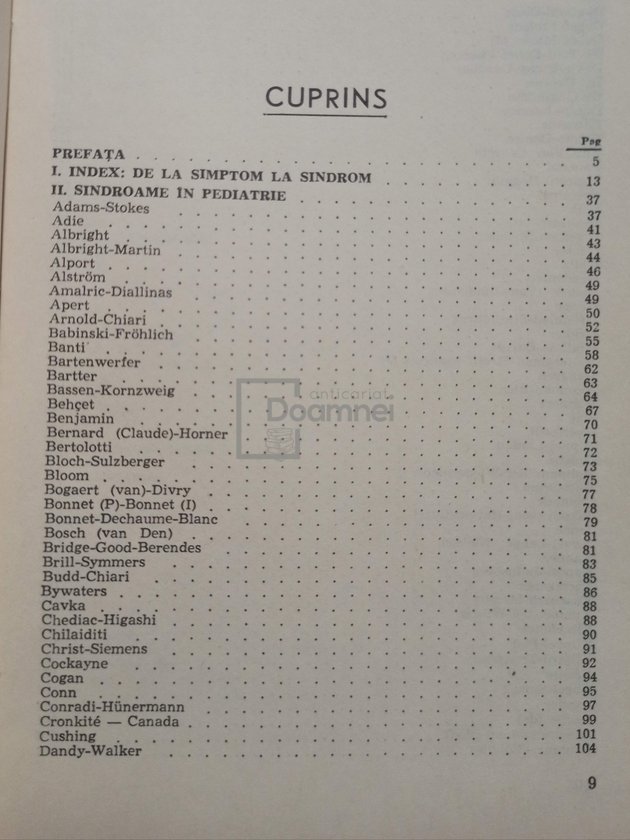 CUPRINS
Pag
PREFAȚA . . . . . 5
I. INDEX: DE LA SIMPTOM LA SINDROM . . . . . 13
II. SINDROAME ÎN PEDIATRIE . . . . . 37
Adams-Stokes . . . . . 37
Adie . . . . . 41
Albright . . . . . 43
Albright-Martin . . . . . 44
Alport . . . . . 46
Alström . . . . . 49
Amalric-Diallinas . . . . . 49
Apert . . . . . 50
Arnold-Chiari . . . . . 52
Babinski-Fröhlich . . . . . 55
Banti . . . . . 58
Bartenwerfer . . . . . 62
Bartter . . . . . 63
Bassen-Kornzweig . . . . . 64
Behçet . . . . . 67
Benjamin . . . . . 70
Bernard (Claude)-Horner . . . . . 71
Bertolotti . . . . . 72
Bloch-Sulzberger . . . . . 73
Bloom . . . . . 75
Bogaert (van)-Divry . . . . . 77
Bonnet (P)-Bonnet (I) . . . . . 78
Bonnet-Dechaume-Blanc . . . . . 79
Bosch (van Den) . . . . . 81
Bridge-Good-Berendes . . . . . 81
Brill-Symmers . . . . . 83
Budd-Chiari . . . . . 85
Bywaters . . . . . 86
Cavka . . . . . 88
Chediac-Higashi . . . . . 88
Chilaiditi . . . . . 90
Christ-Siemens . . . . . 91
Cockayne . . . . . 92
Cogan . . . . . 94
Conn . . . . . 95
Conradi-Hünermann . . . . . 97
Cronkité — Canada . . . . . 99
Cushing . . . . . 101
Dandy-Walker . . . . . 104
9
anticariat
Doamnei